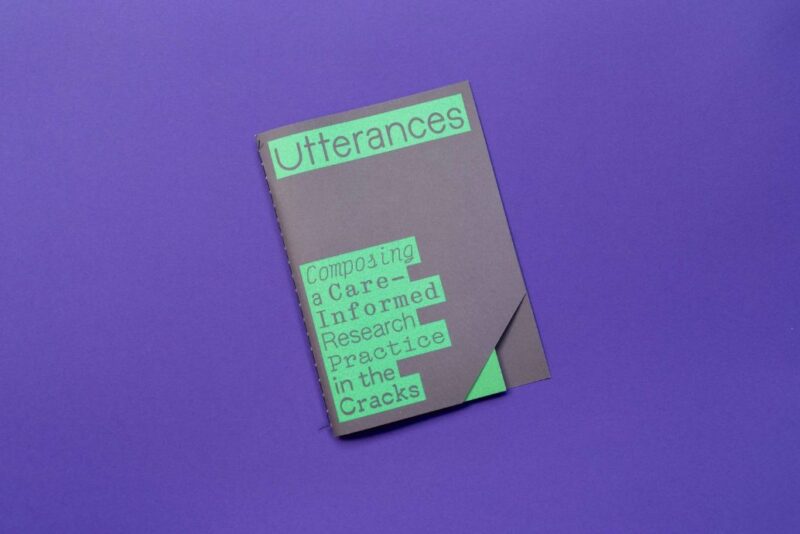 Utterances
Composing
a Care-
Informed
Research
Practice
in the
Cracks